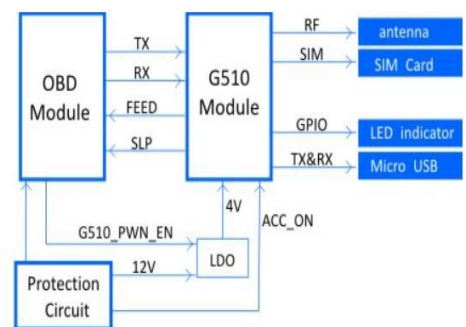 OBD
Module
TX
RX
FEED
SLP
G510
Module
RF
SIM
GPIO
TX&RX
antenna
SIM Card
LED indicator
Micro USB
G510_PWN_EN
4V
ACC_ON
12V
LDO
Protection
Circuit